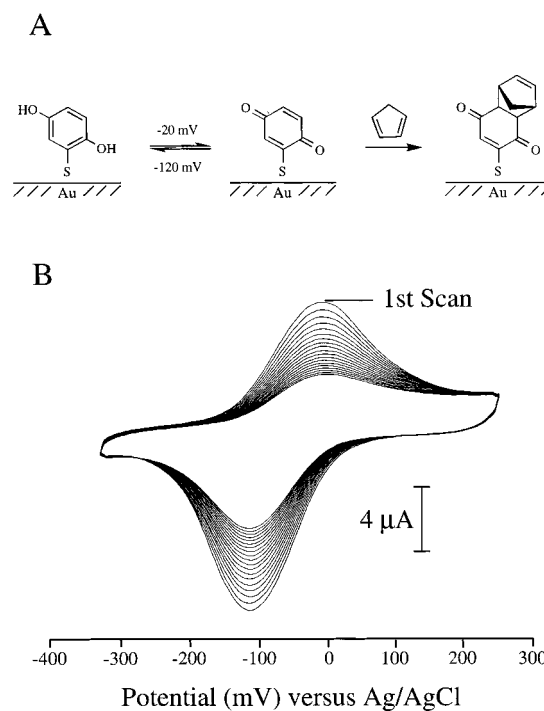 A
HO
OH
S
Au
-20 mV
-120 mV
O
O
S
Au
O
O
S
Au
B
1st Scan
4 μA
-400 -300 -200 -100 0 100 200 300
Potential (mV) versus Ag/AgCl